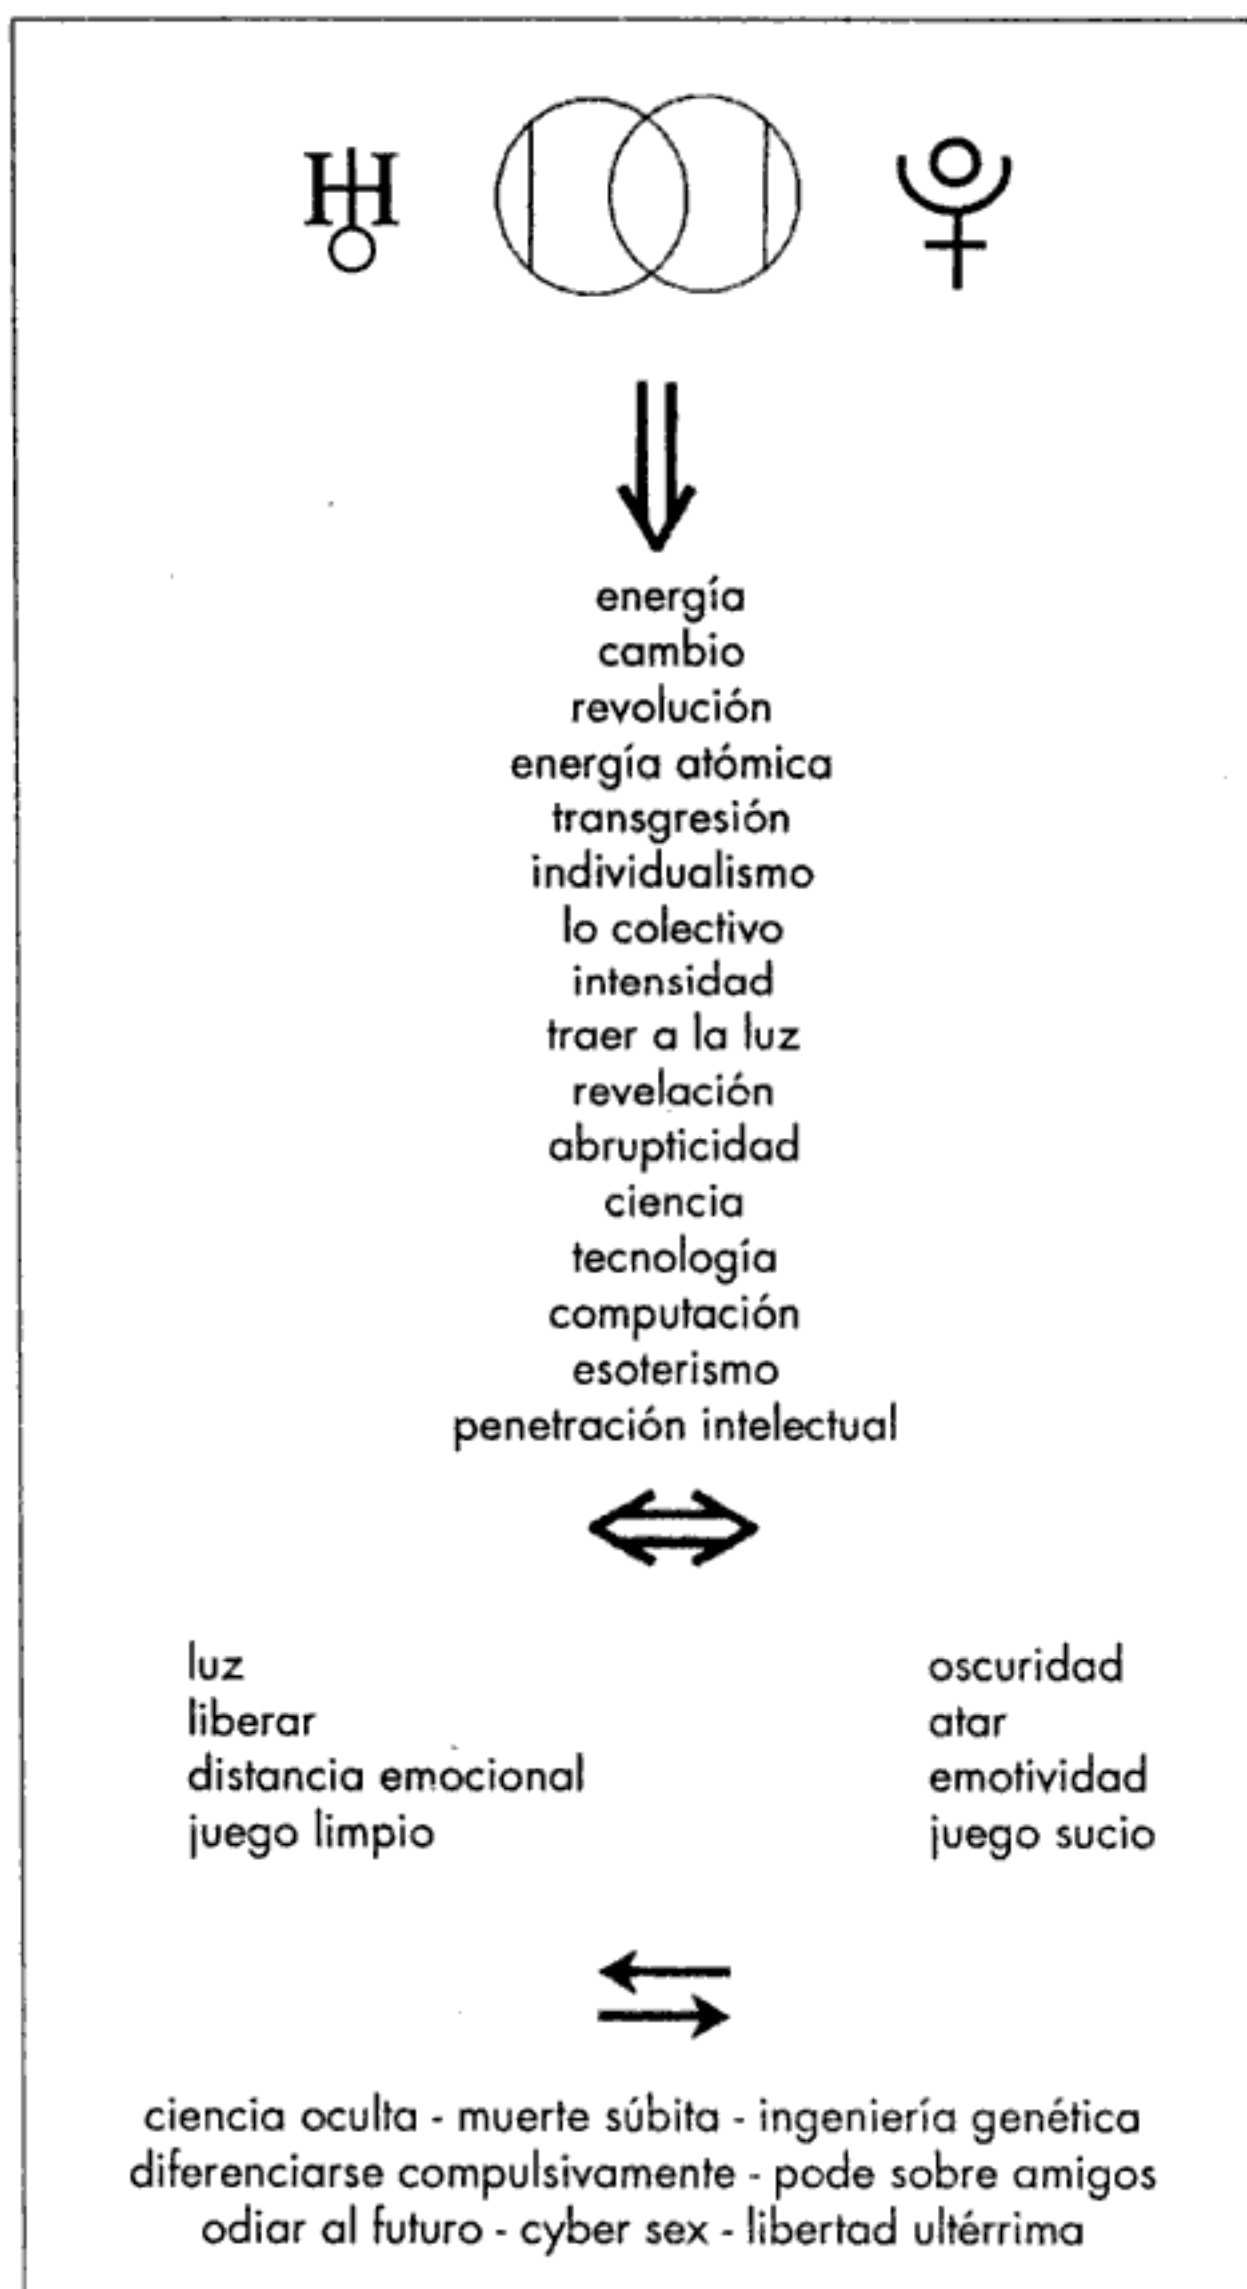 energía
cambio
revolución
energía atómica
transgresión
individualismo
lo colectivo
intensidad
traer a la luz
revelación
abrupticidad
ciencia
tecnología
computación
esoterismo
penetración intelectual
luz
liberar
distancia emocional
juego limpio
oscuridad
atar
emotividad
juego sucio
ciencia oculta - muerte súbita - ingeniería genética
diferenciarse compulsivamente - pode sobre amigos
odiar al futuro - cyber sex - libertad ultérrima